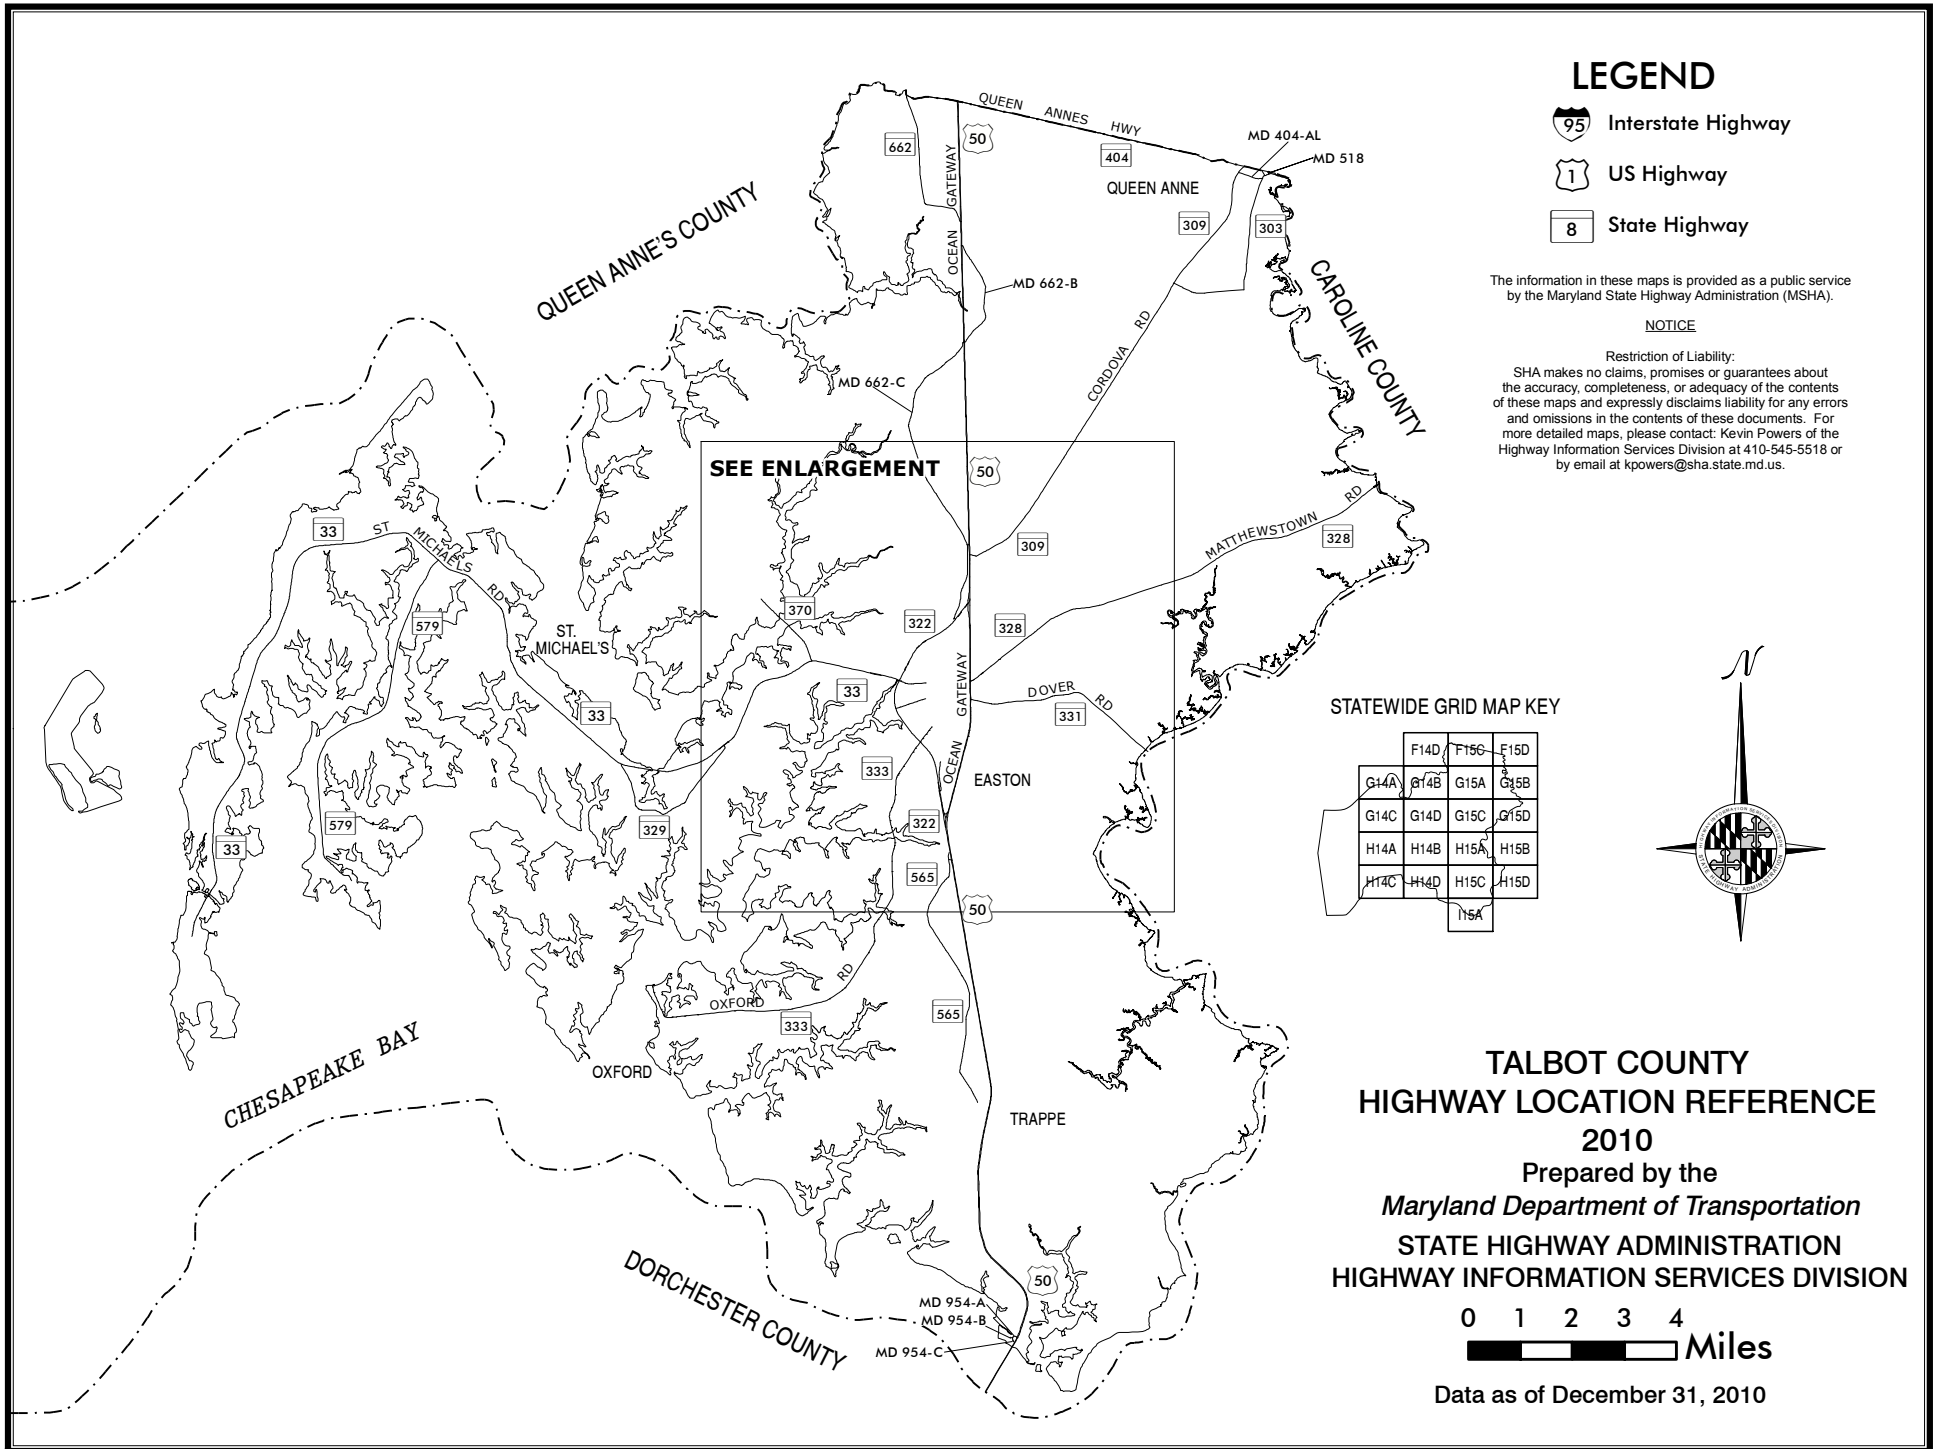 LEGEND
95 Interstate Highway
1 US Highway
8 State Highway
The information in these maps is provided as a public service
by the Maryland State Highway Administration (MSHA).
NOTICE
Restriction of Liability:
SHA makes no claims, promises or guarantees about
the accuracy, completeness, or adequacy of the contents
of these maps and expressly disclaims liability for any errors
and omissions in the contents of these documents. For
more detailed maps, please contact: Kevin Powers of the
Highway Information Services Division at 410-545-5518 or
by email at kpowers@sha.state.md.us.
QUEEN ANNES HWY
50
662
404
MD 404-AL
MD 518
QUEEN ANNE
OCEAN GATEWAY
309
303
QUEEN ANNE'S COUNTY
CAROLINE COUNTY
MD 662-B
CORDOVA RD
MD 662-C
SEE ENLARGEMENT
50
33
ST MICHAELS RD
309
MATTHEWSTOWN RD
328
370
579
322
328
ST.
MICHAEL'S
33
33
OCEAN GATEWAY
DOVER RD
331
333
EASTON
579
329
322
33
565
50
OXFORD RD
333
565
CHESAPEAKE BAY
OXFORD
TRAPPE
DORCHESTER COUNTY
50
MD 954-A
MD 954-B
MD 954-C
STATEWIDE GRID MAP KEY
F14D F15C F15D
G14A G14B G15A G15B
G14C G14D G15C G15D
H14A H14B H15A H15B
H14C H14D H15C H15D
I15A
N
HIGHWAY INFORMATION SERVICES DIVISION
STATE HIGHWAY ADMINISTRATION
TALBOT COUNTY
HIGHWAY LOCATION REFERENCE
2010
Prepared by the
Maryland Department of Transportation
STATE HIGHWAY ADMINISTRATION
HIGHWAY INFORMATION SERVICES DIVISION
0 1 2 3 4
Miles
Data as of December 31, 2010